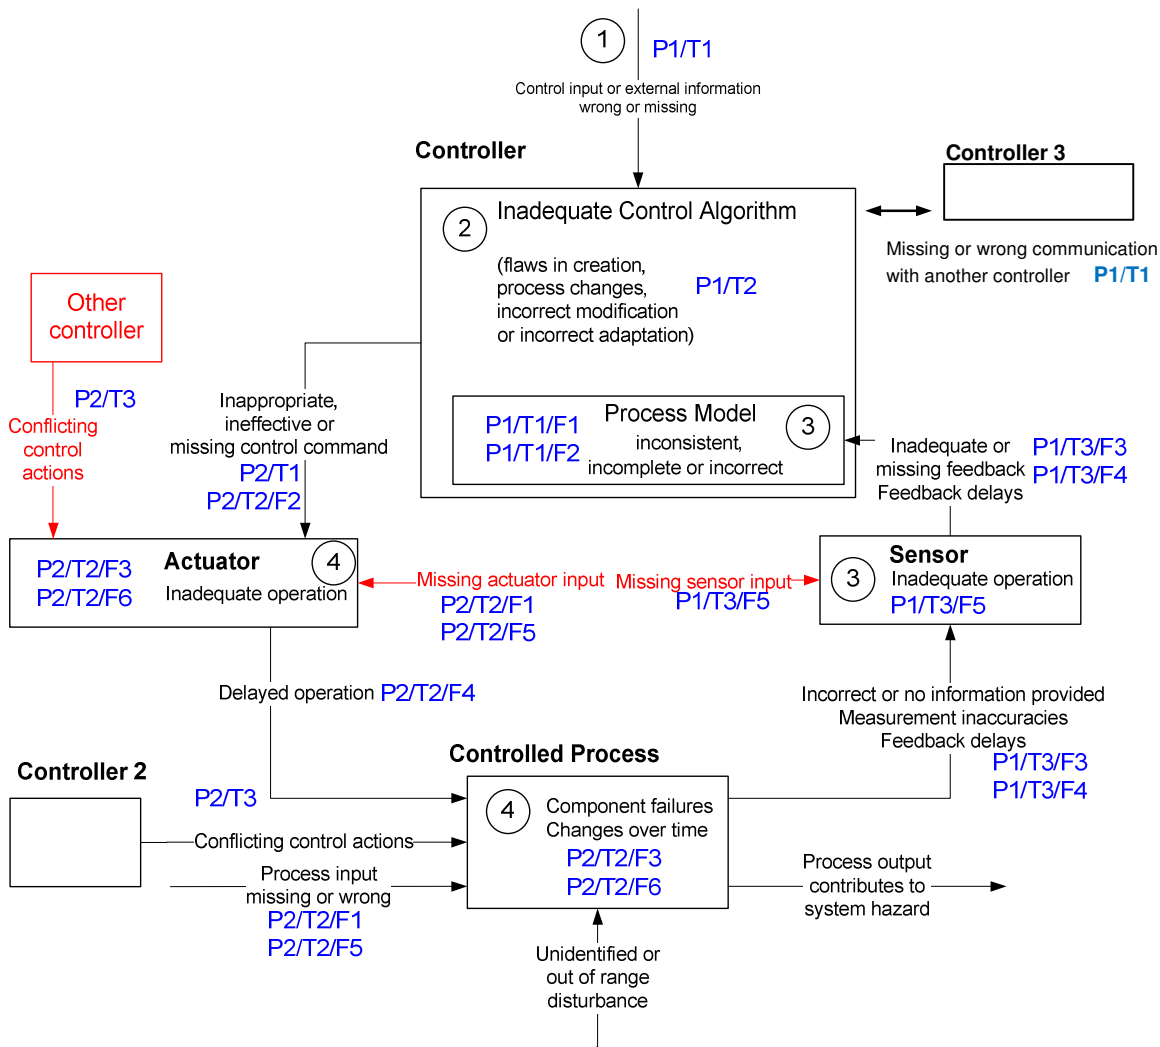 1
P1/T1
Control input or external information
wrong or missing
Controller
Controller 3
2
Inadequate Control Algorithm
(flaws in creation,
process changes,
incorrect modification
or incorrect adaptation)
P1/T2
Missing or wrong communication
with another controller
P1/T1
Other
controller
P2/T3
Conflicting
control
actions
Inappropriate,
ineffective or
missing control command
P2/T1
P2/T2/F2
P1/T1/F1
P1/T1/F2
Process Model
inconsistent,
incomplete or incorrect
3
Inadequate or
missing feedback
Feedback delays
P1/T3/F3
P1/T3/F4
P2/T2/F3
P2/T2/F6
Actuator
Inadequate operation
4
Missing actuator input
P2/T2/F1
P2/T2/F5
Missing sensor input
P1/T3/F5
3
Sensor
Inadequate operation
P1/T3/F5
Delayed operation
P2/T2/F4
Incorrect or no information provided
Measurement inaccuracies
Feedback delays
P1/T3/F3
P1/T3/F4
Controller 2
P2/T3
Conflicting control actions
Process input
missing or wrong
P2/T2/F1
P2/T2/F5
Controlled Process
4
Component failures
Changes over time
P2/T2/F3
P2/T2/F6
Process output
contributes to
system hazard
Unidentified or
out of range
disturbance